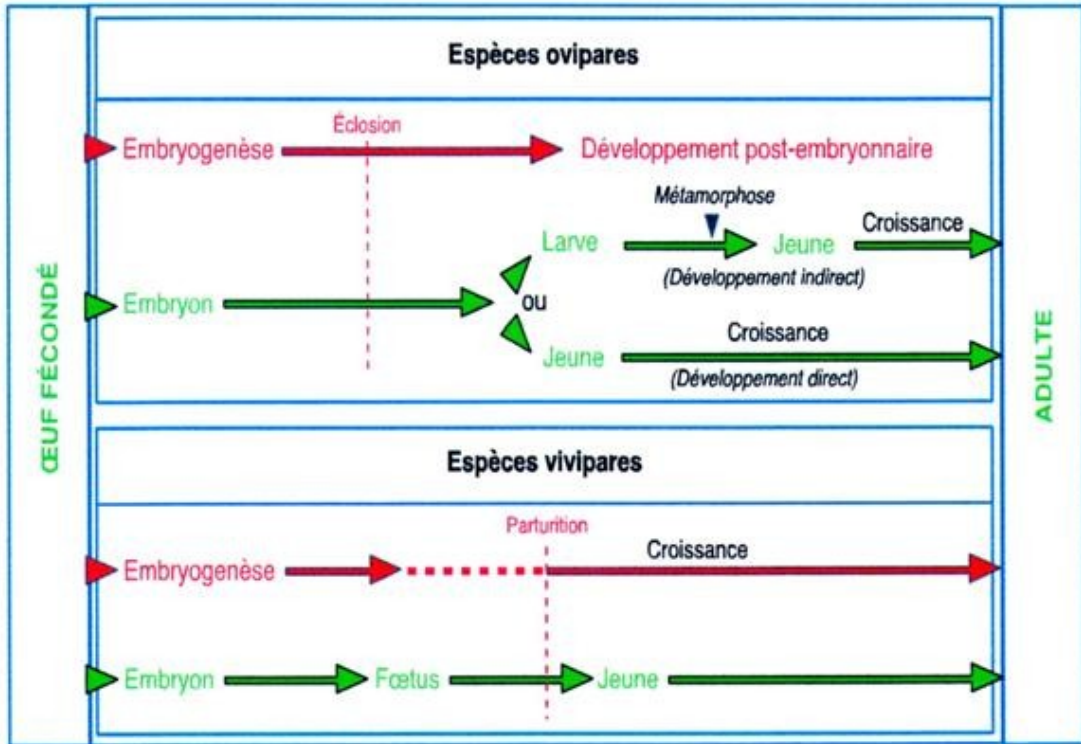 ŒUF FÉCONDÉ
Espèces ovipares
Éclosion
Embryogenèse
Développement post-embryonnaire
Métamorphose
Croissance
Larve
Jeune
(Développement indirect)
Embryon
ou
Croissance
Jeune
(Développement direct)
Espèces vivipares
Parturition
Croissance
Embryogenèse
Embryon
Fœtus
Jeune
ADULTE